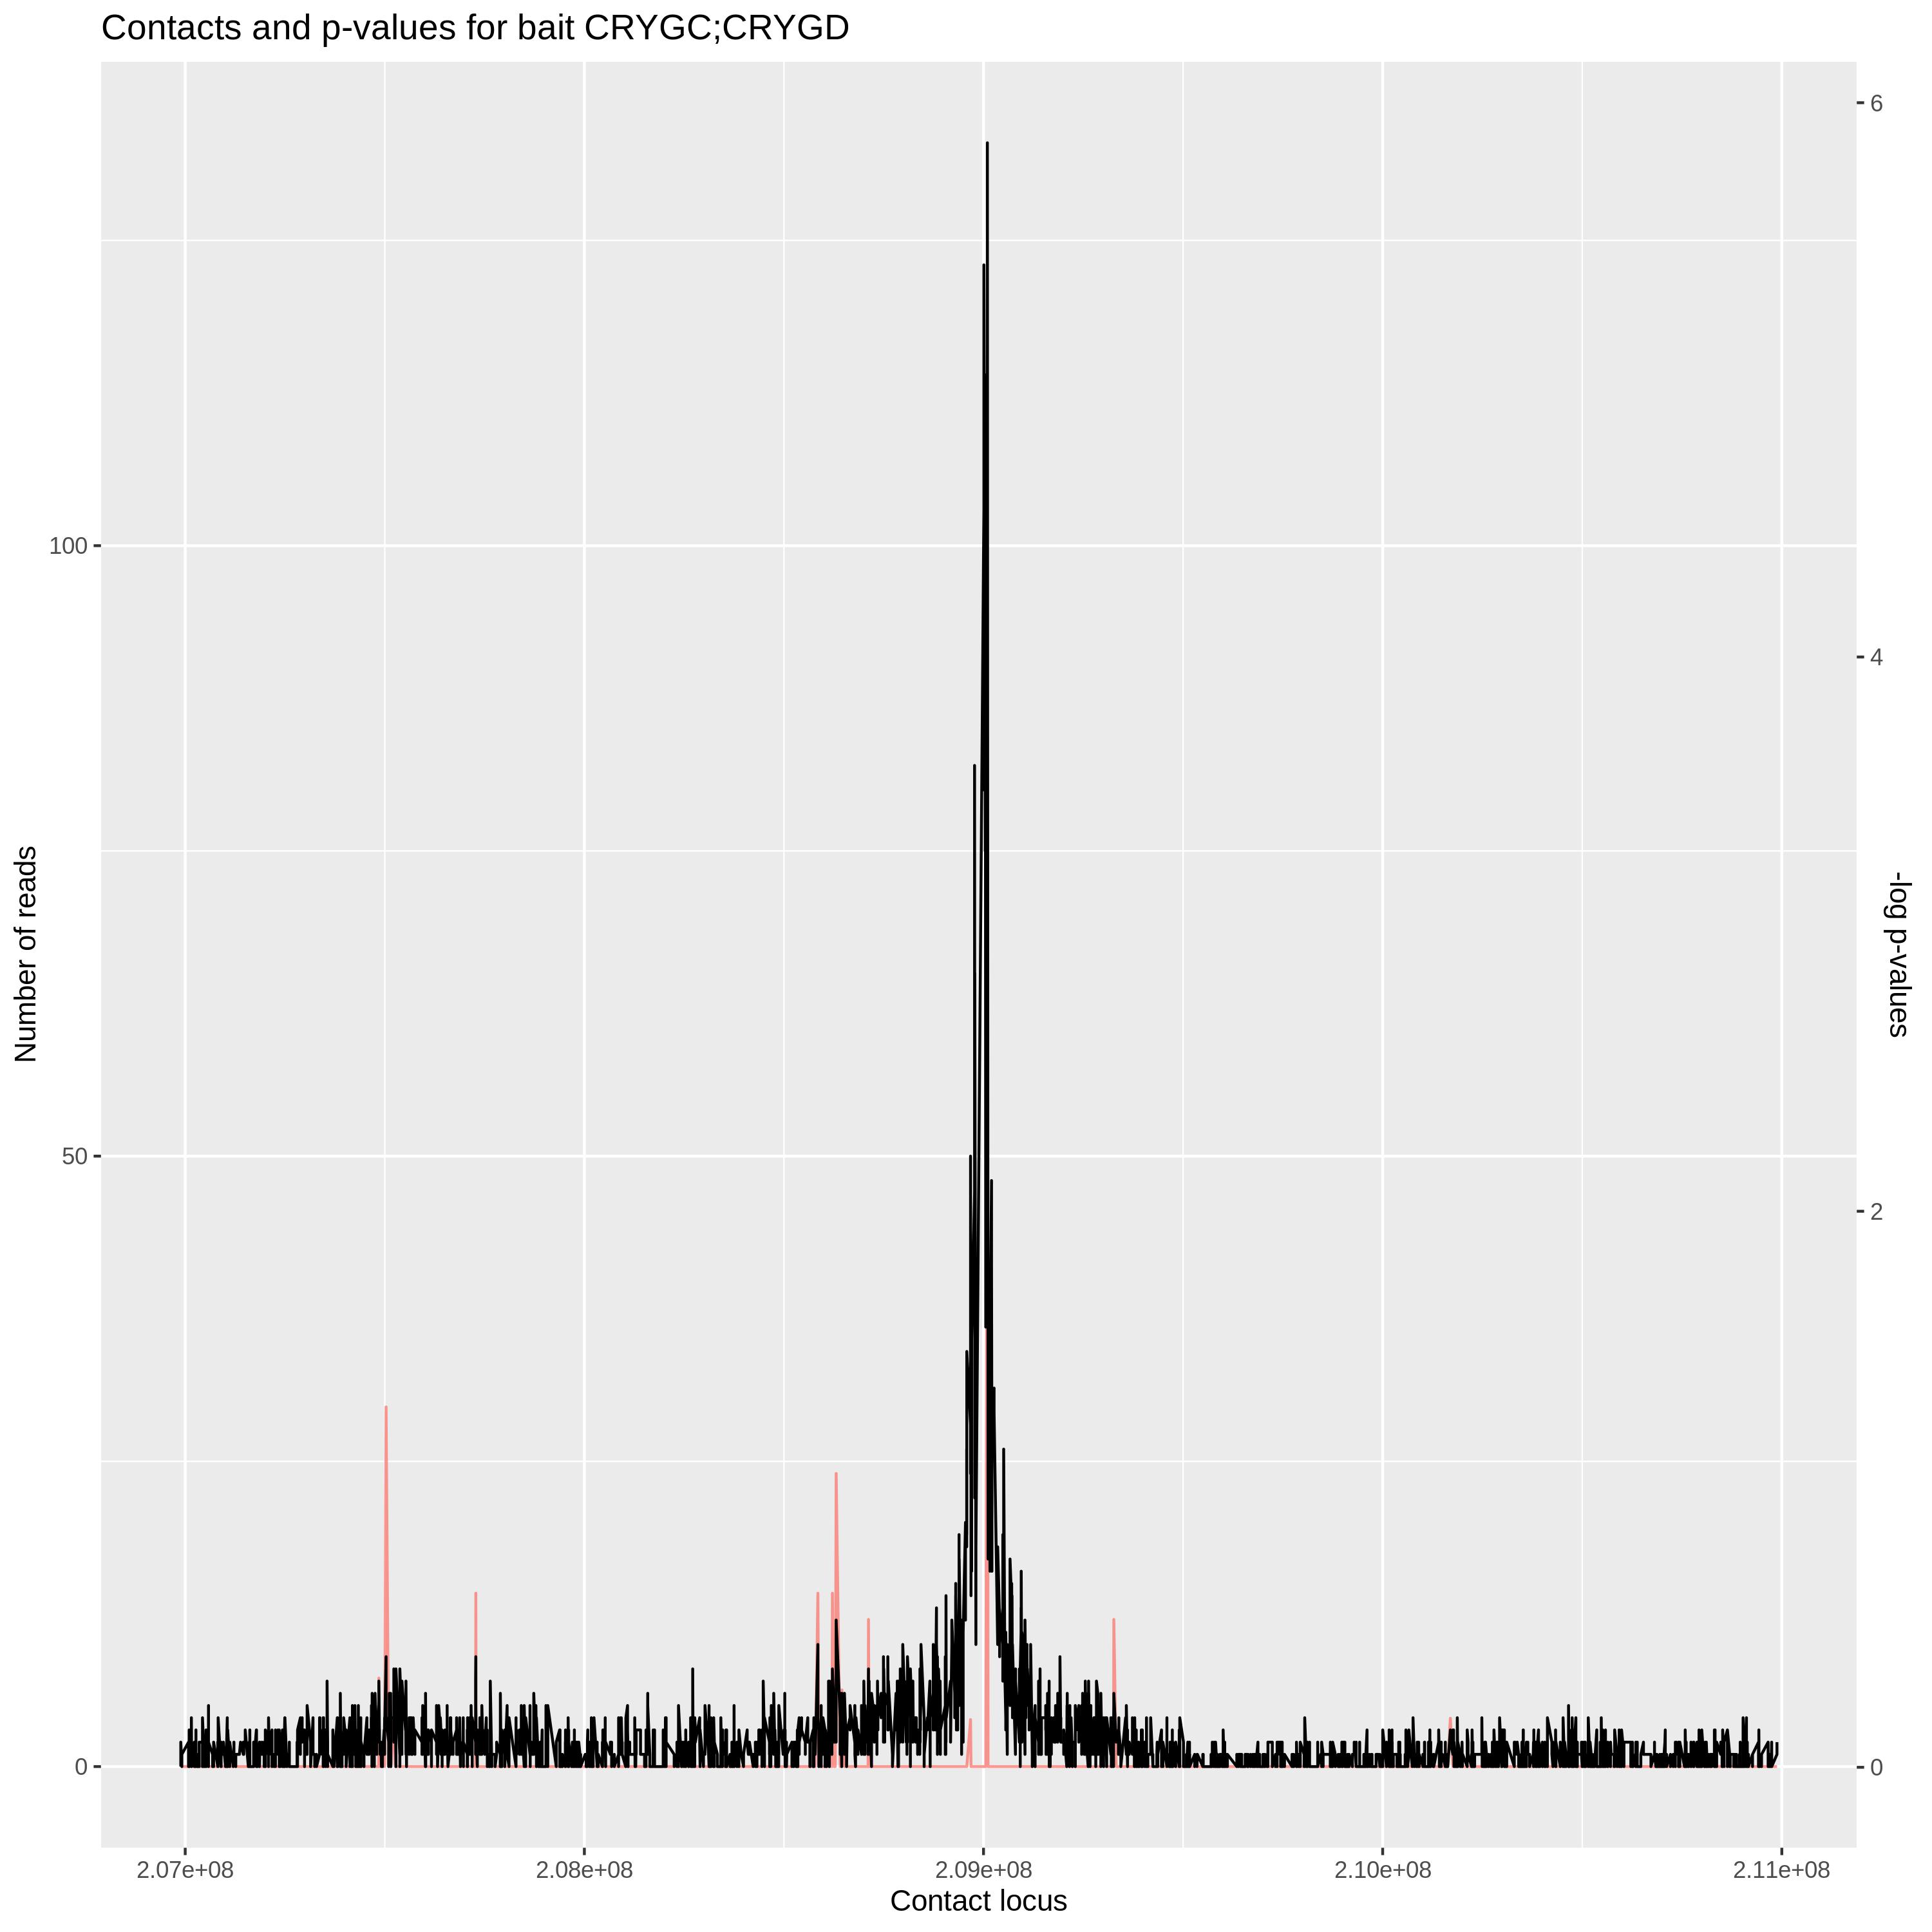 Contacts and p-values for bait CRYGC;CRYGD
6
100
4
Number of reads
-log p-values
50
2
0
0
2.07e+08
2.08e+08
2.09e+08
2.10e+08
2.11e+08
Contact locus